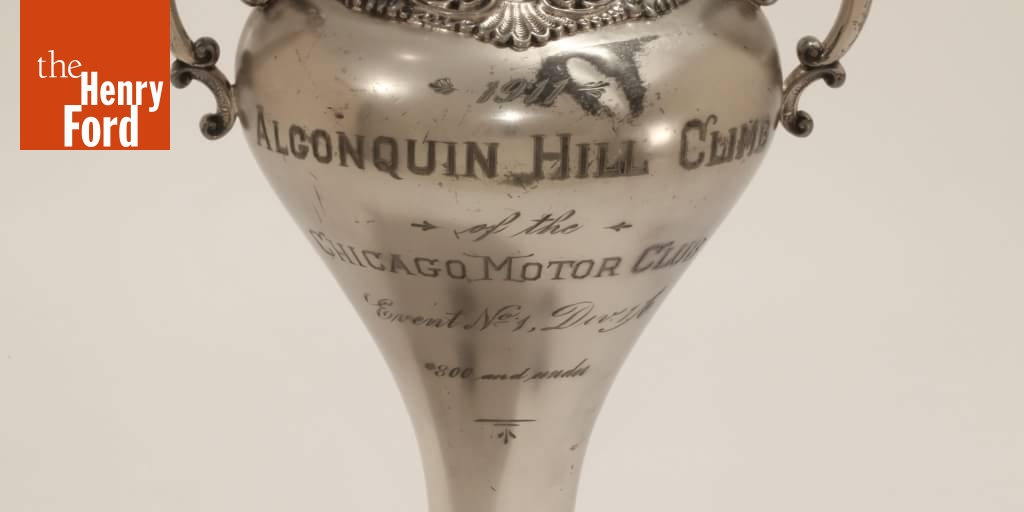 the
Henry
Ford
1911
ALGONQUIN HILL CLIMB
of the
CHICAGO MOTOR CLUB
Event No. 1, Div.
$800 and under